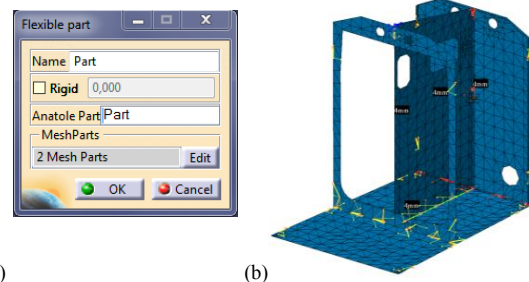 Flexible part
Name Part
Rigid 0,000
Anatole Part Part
MeshParts
2 Mesh Parts Edit
OK Cancel
4mm
4mm
4mm
4mm
4mm
) (b)